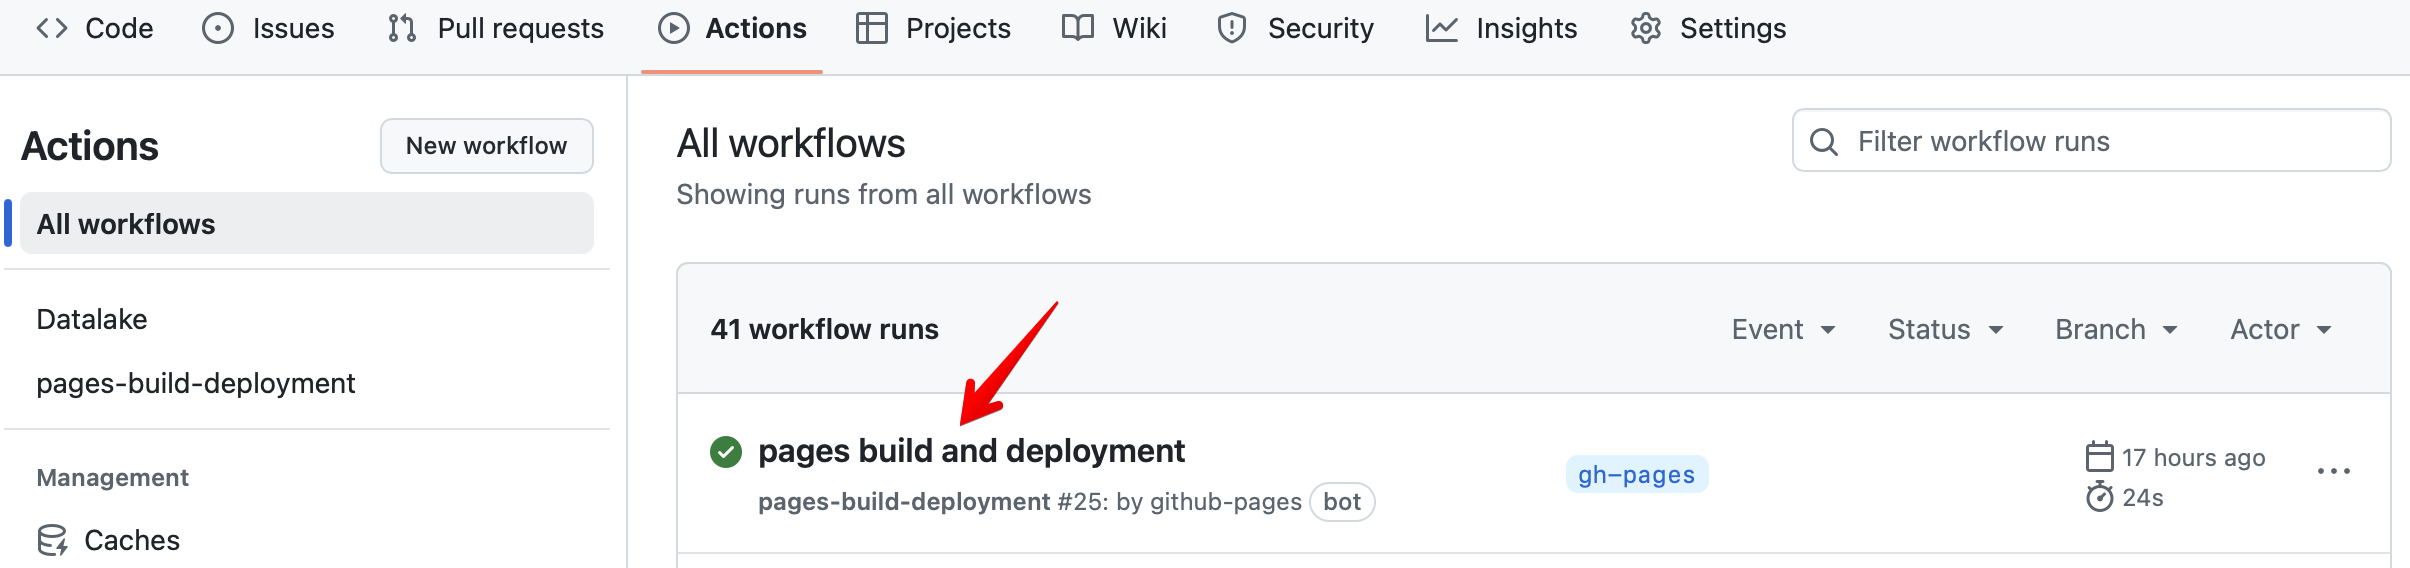 Code Issues Pull requests Actions Projects Wiki Security Insights Settings
Actions
New workflow
All workflows
Datalake
pages-build-deployment
Management
Caches
All workflows
Showing runs from all workflows
Filter workflow runs
41 workflow runs
Event Status Branch Actor
pages build and deployment
pages-build-deployment #25: by github-pages bot
gh-pages
17 hours ago
24s